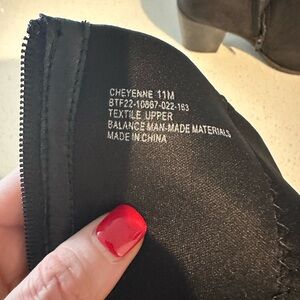 CHEYENNE 11M
BTF22-10867-022-163
TEXTILE UPPER
BALANCE MAN-MADE MATERIALS
MADE IN CHINA